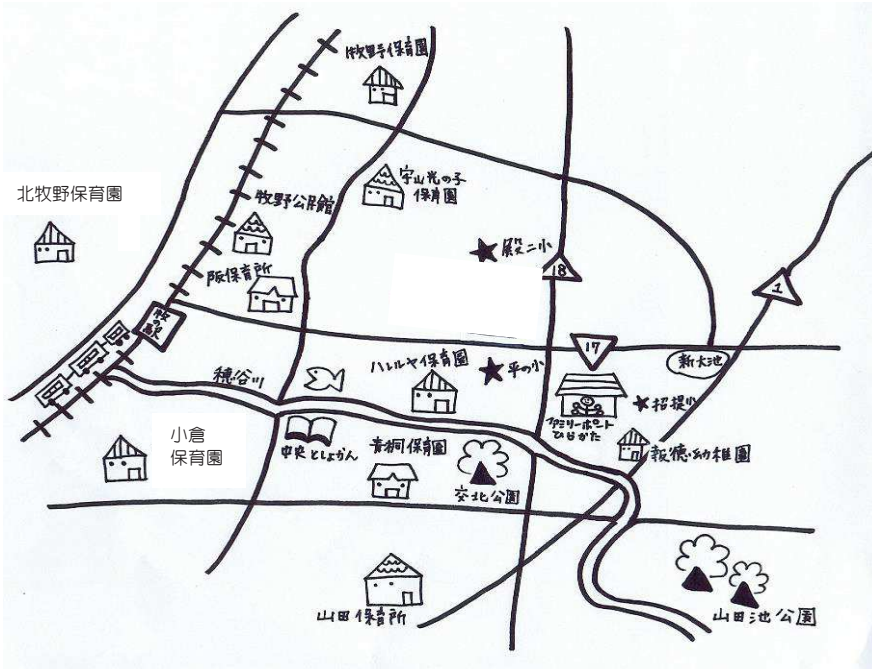 牧野保育園
宇山光の子
保育園
北牧野保育園
牧野公民館
殿二小
阪保育所
18
1
牧の駅
17
新大池
穂谷川
ハレルヤ保育園
平の小
招提小
ファミリーポート
ひらかた
小倉
保育園
中央としょかん
青桐保育園
報徳幼稚園
交北公園
山田保育所
山田池公園